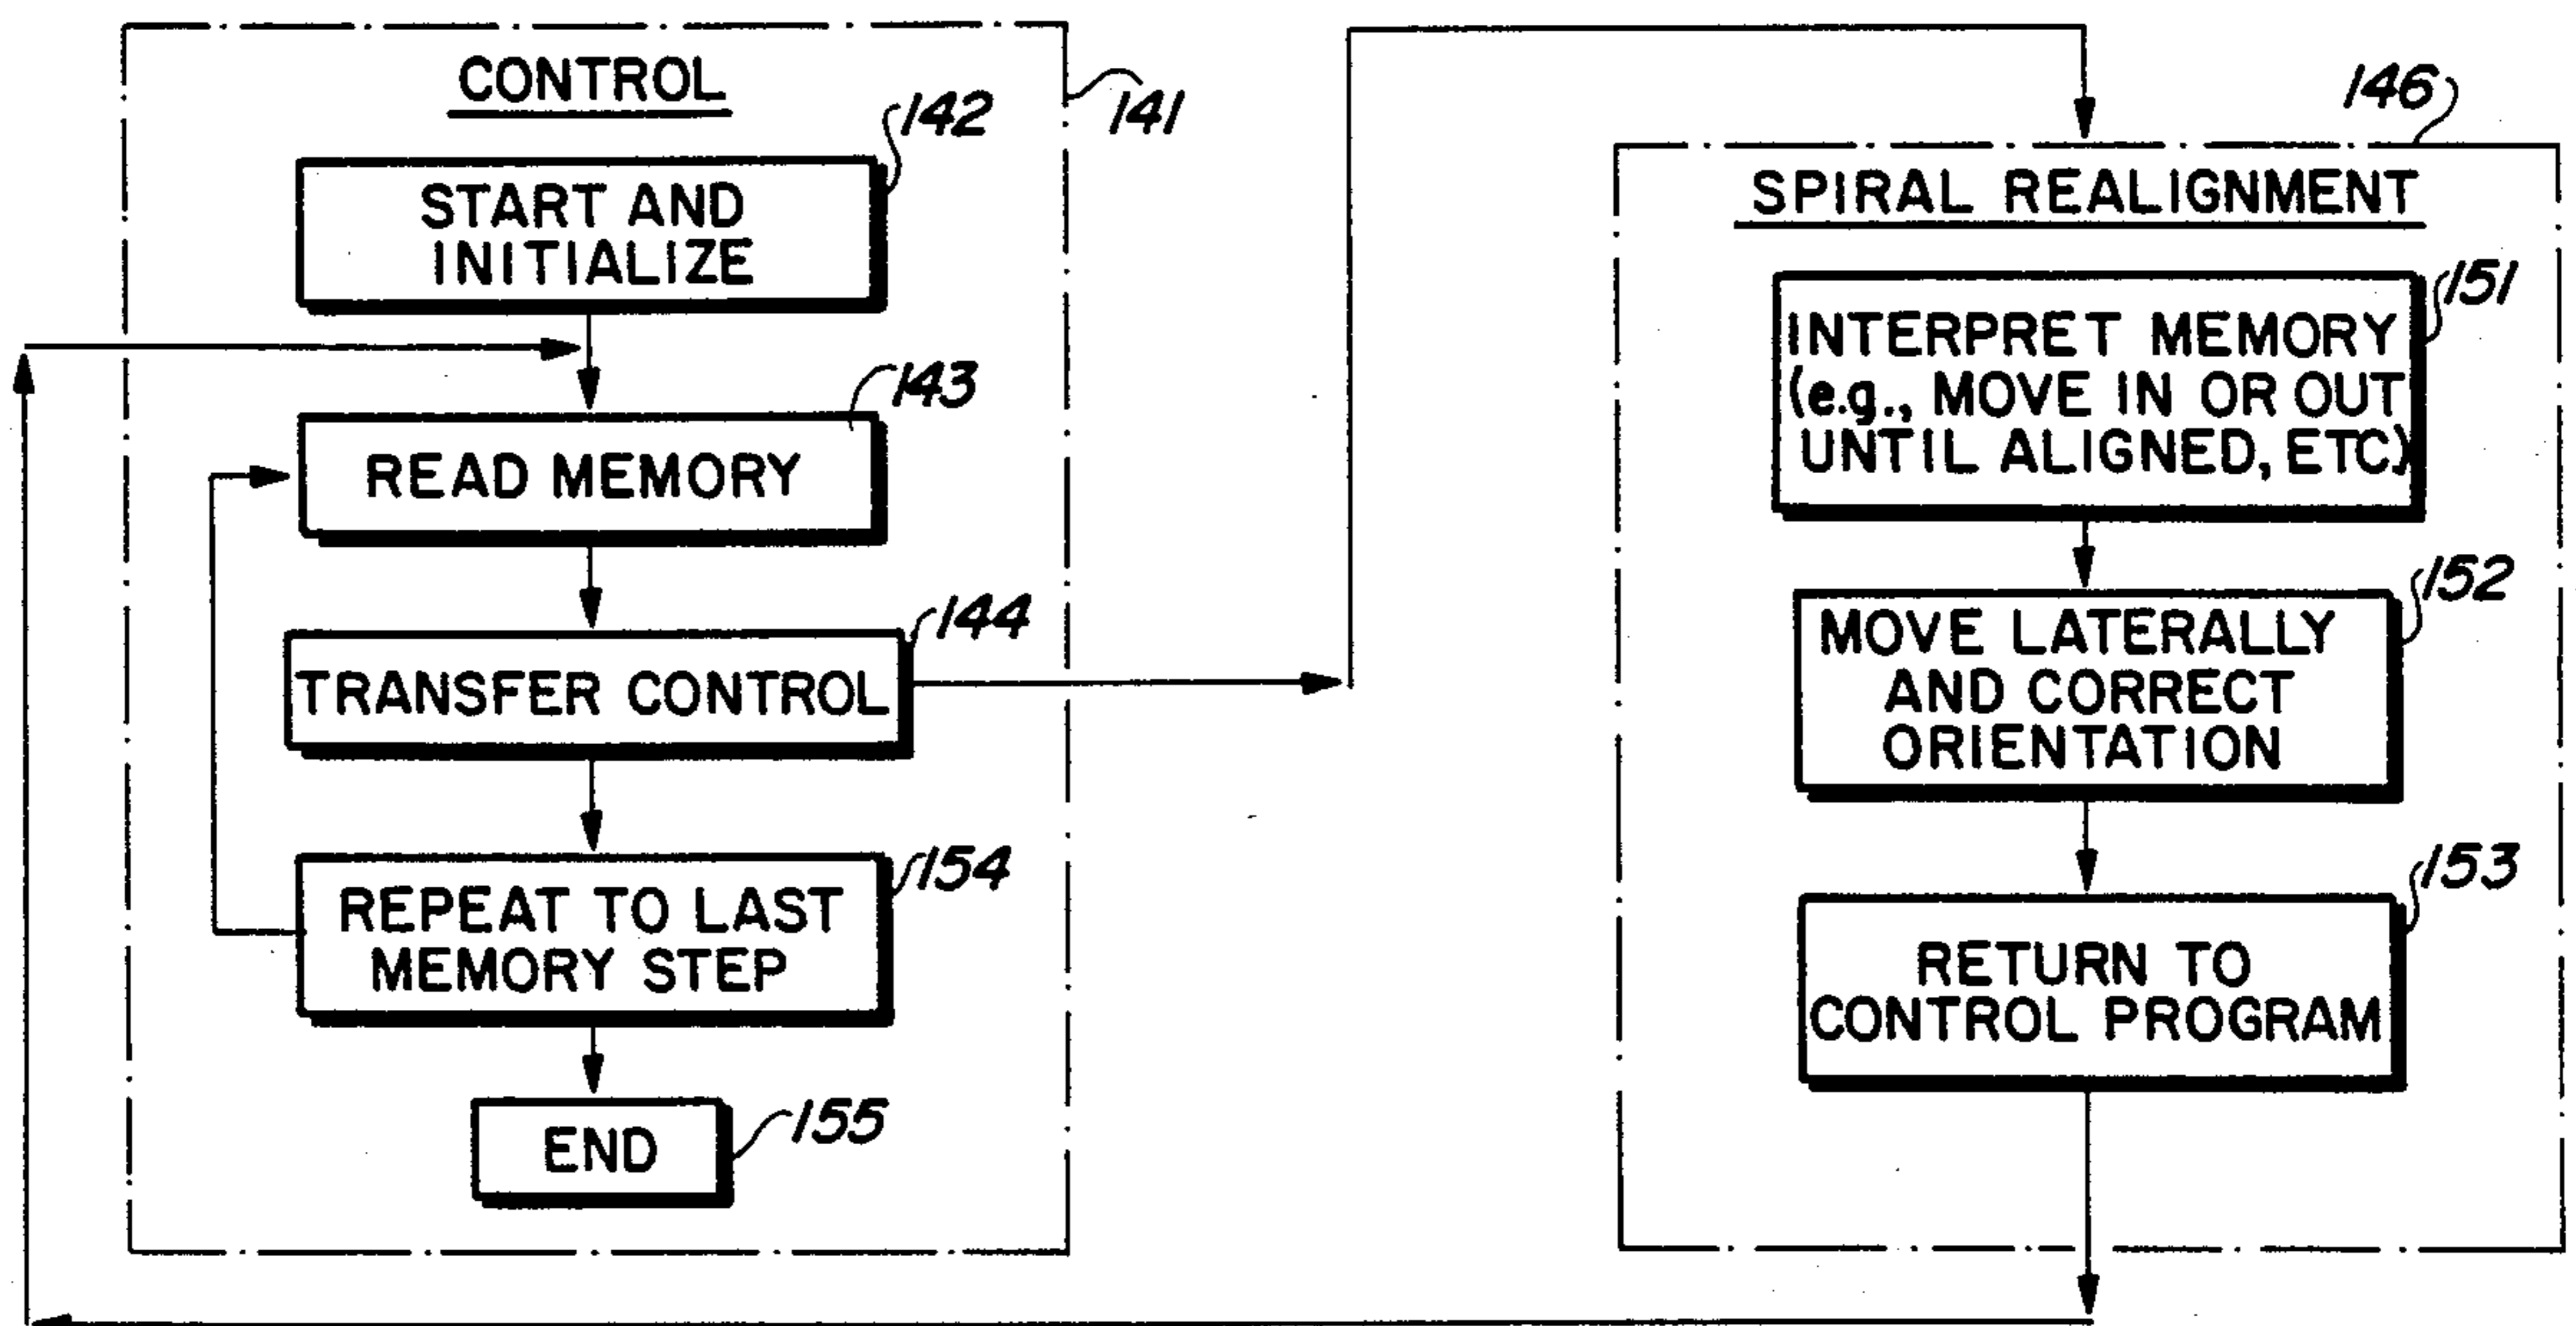 CONTROL
141
142
START AND
INITIALIZE
143
READ MEMORY
144
TRANSFER CONTROL
154
REPEAT TO LAST
MEMORY STEP
155
END
146
SPIRAL REALIGNMENT
151
INTERPRET MEMORY
(e.g., MOVE IN OR OUT
UNTIL ALIGNED, ETC)
152
MOVE LATERALLY
AND CORRECT
ORIENTATION
153
RETURN TO
CONTROL PROGRAM